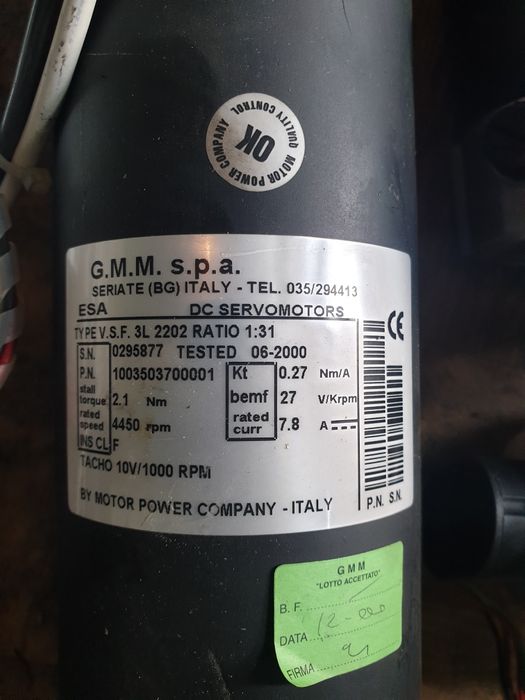 MOTOR POWER COMPANY
QUALITY CONTROL
OK
G.M.M. s.p.a.
SERIATE (BG) ITALY - TEL. 035/294413
ESA DC SERVOMOTORS
TYPE V.S.F. 3L 2202 RATIO 1:31
S.N. 0295877 TESTED 06-2000
P.N. 1003503700001 Kt 0.27 Nm/A
stall torque 2.1 Nm bemf 27 V/Krpm
rated speed 4450 rpm rated curr 7.8 A
INS CL F
TACHO 10V/1000 RPM
BY MOTOR POWER COMPANY - ITALY
P.N. S.N.
CE
G M M
"LOTTO ACCETTATO"
B. F.
DATA
FIRMA